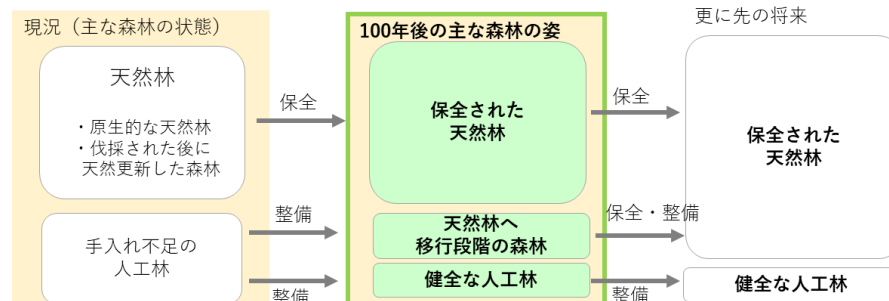 現況（主な森林の状態）
天然林
・原生的な天然林
・伐採された後に
天然更新した森林
手入れ不足の
人工林
保全
整備
整備
100年後の主な森林の姿
保全された
天然林
天然林へ
移行段階の森林
健全な人工林
保全
保全・整備
整備
更に先の将来
保全された
天然林
健全な人工林